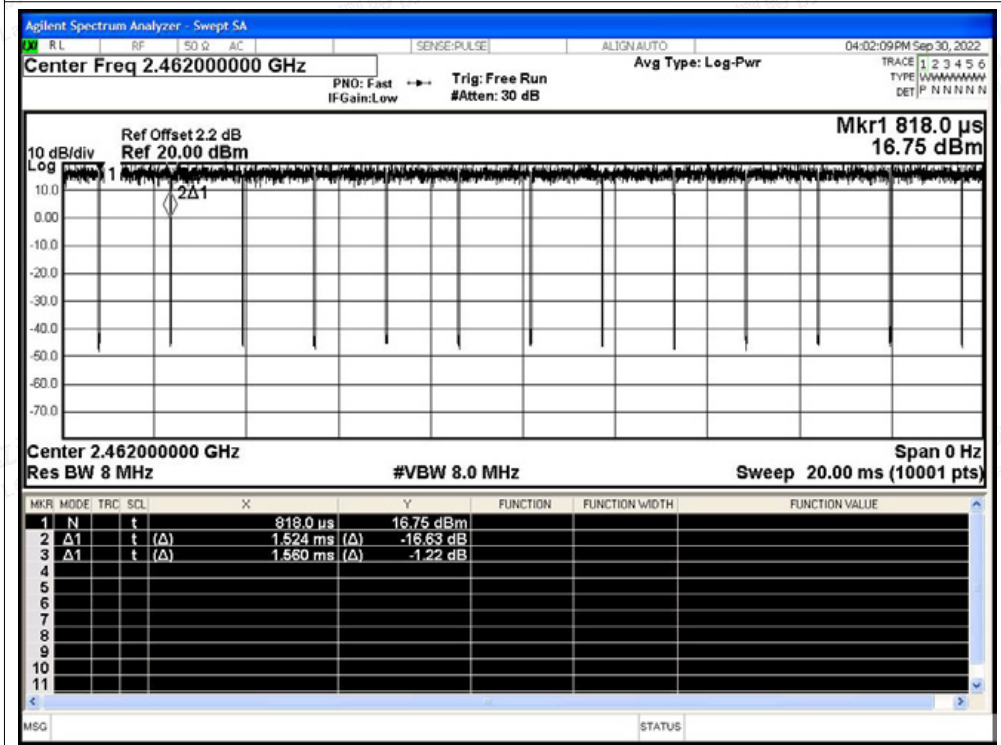 Agilent Spectrum Analyzer - Swept SA
RL RF 50 Ω AC SENSE:PULSE ALIGN AUTO 04:02:09 PM Sep 30, 2022
Center Freq 2.462000000 GHz
Avg Type: Log-Pwr
TRACE 1 2 3 4 5 6
TYPE WWWWWWW
DET P N N N N N
PNO: Fast Trig: Free Run
IFGain:Low #Atten: 30 dB
Mkr1 818.0 µs
16.75 dBm
Ref Offset 2.2 dB
10 dB/div Ref 20.00 dBm
Log
1
10.0
2Δ1
0.00
-10.0
-20.0
-30.0
-40.0
-50.0
-60.0
-70.0
Center 2.462000000 GHz Span 0 Hz
Res BW 8 MHz #VBW 8.0 MHz Sweep 20.00 ms (10001 pts)
MKR MODE TRC SCL X Y FUNCTION FUNCTION WIDTH FUNCTION VALUE
1 N t 818.0 µs 16.75 dBm
2 Δ1 t (Δ) 1.524 ms (Δ) -16.63 dB
3 Δ1 t (Δ) 1.560 ms (Δ) -1.22 dB
4
5
6
7
8
9
10
11
MSG STATUS